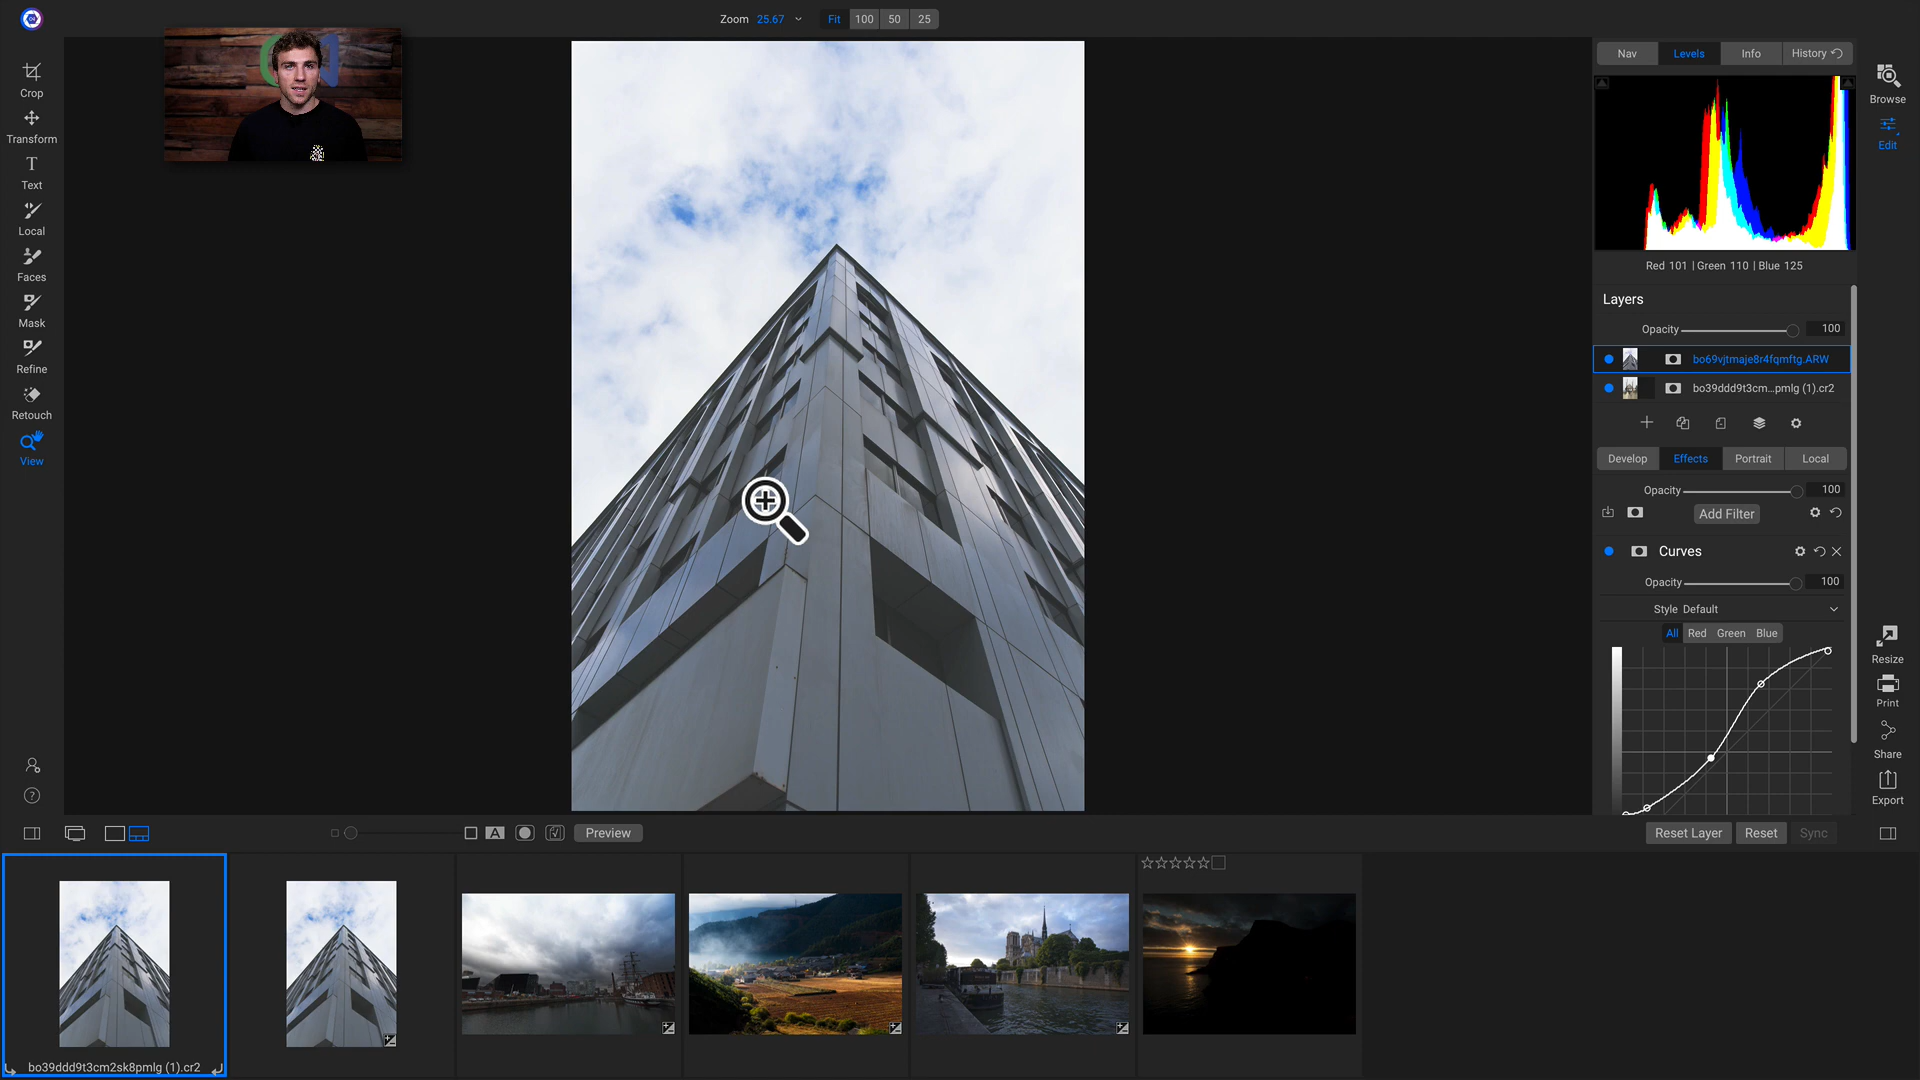 Zoom 25.67 Fit 100 50 25
Crop
Transform
T
Text
Local
Faces
Mask
Refine
Retouch
View
Nav Levels Info History
Red 101 | Green 110 | Blue 125
Layers
Opacity 100
bo69vjtmaje8r4fqmftg.ARW
bo39ddd9t3cm...pmlg (1).cr2
Develop Effects Portrait Local
Opacity 100
Add Filter
Curves
Opacity 100
Style Default
All Red Green Blue
Browse
Edit
Resize
Print
Share
Export
?
A Preview
Reset Layer Reset Sync
bo39ddd9t3cm2sk8pmlg (1).cr2